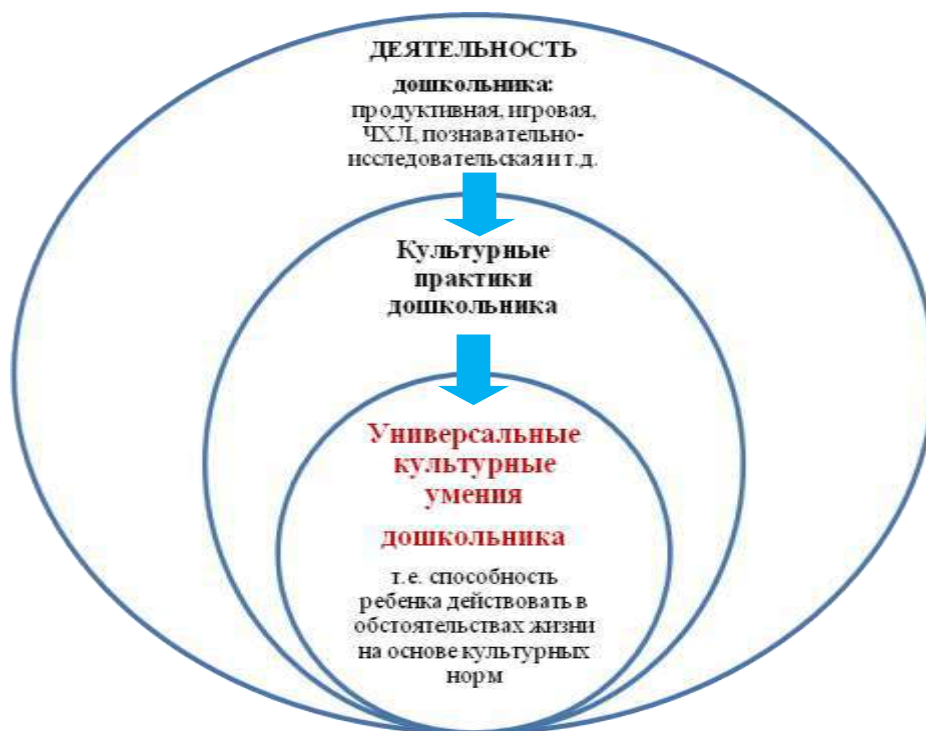 ДЕЯТЕЛЬНОСТЬ
дошкольника:
продуктивная, игровая,
ЧХЛ, познавательно-
исследовательская и т.д.
Культурные
практики
дошкольника
Универсальные
культурные
умения
дошкольника
т.е. способность
ребенка действовать в
обстоятельствах жизни
на основе культурных
норм